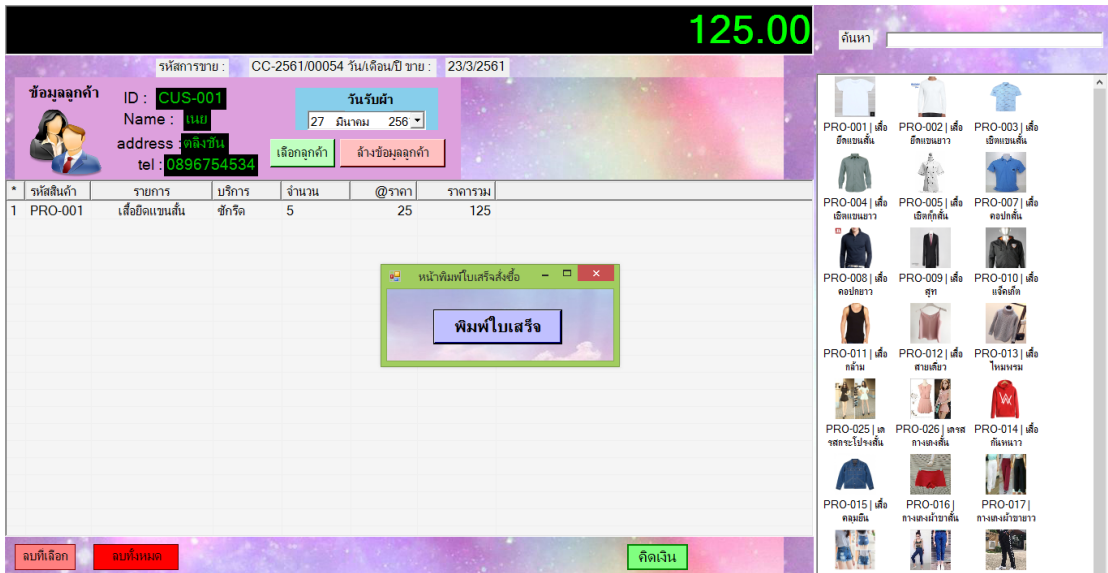 125.00
ค้นหา
รหัสการขาย : CC-2561/00054 วัน/เดือน/ปี ขาย : 23/3/2561
ข้อมูลลูกค้า
ID : CUS-001
Name : เนย
address : ตลิ่งชัน
tel : 0896754534
วันรับผ้า
27 มีนาคม 256
เลือกลูกค้า ล้างข้อมูลลูกค้า
* รหัสสินค้า รายการ บริการ จำนวน @ราคา ราคารวม
1 PRO-001 เสื้อยืดแขนสั้น ซักรีด 5 25 125
หน้าพิมพ์ใบเสร็จสั่งซื้อ
พิมพ์ใบเสร็จ
ลบที่เลือก ลบทั้งหมด คิดเงิน
PRO-001 | เสื้อ PRO-002 | เสื้อ PRO-003 | เสื้อ
ยืดแขนสั้น ยืดแขนยาว เชิตแขนสั้น
PRO-004 | เสื้อ PRO-005 | เสื้อ PRO-007 | เสื้อ
เชิตแขนยาว เชิตกุ๊กสั้น คอปกสั้น
PRO-008 | เสื้อ PRO-009 | เสื้อ PRO-010 | เสื้อ
คอปกยาว สูท แจ็คเก็ต
PRO-011 | เสื้อ PRO-012 | เสื้อ PRO-013 | เสื้อ
กล้าม สายเดี่ยว ไหมพรม
PRO-025 | เด PRO-026 | เดรส PRO-014 | เสื้อ
รสกระโปรงสั้น กางเกงสั้น กันหนาว
PRO-015 | เสื้อ PRO-016 | PRO-017 |
คลุมยีน กางเกงผ้าขาสั้น กางเกงผ้าขายาว